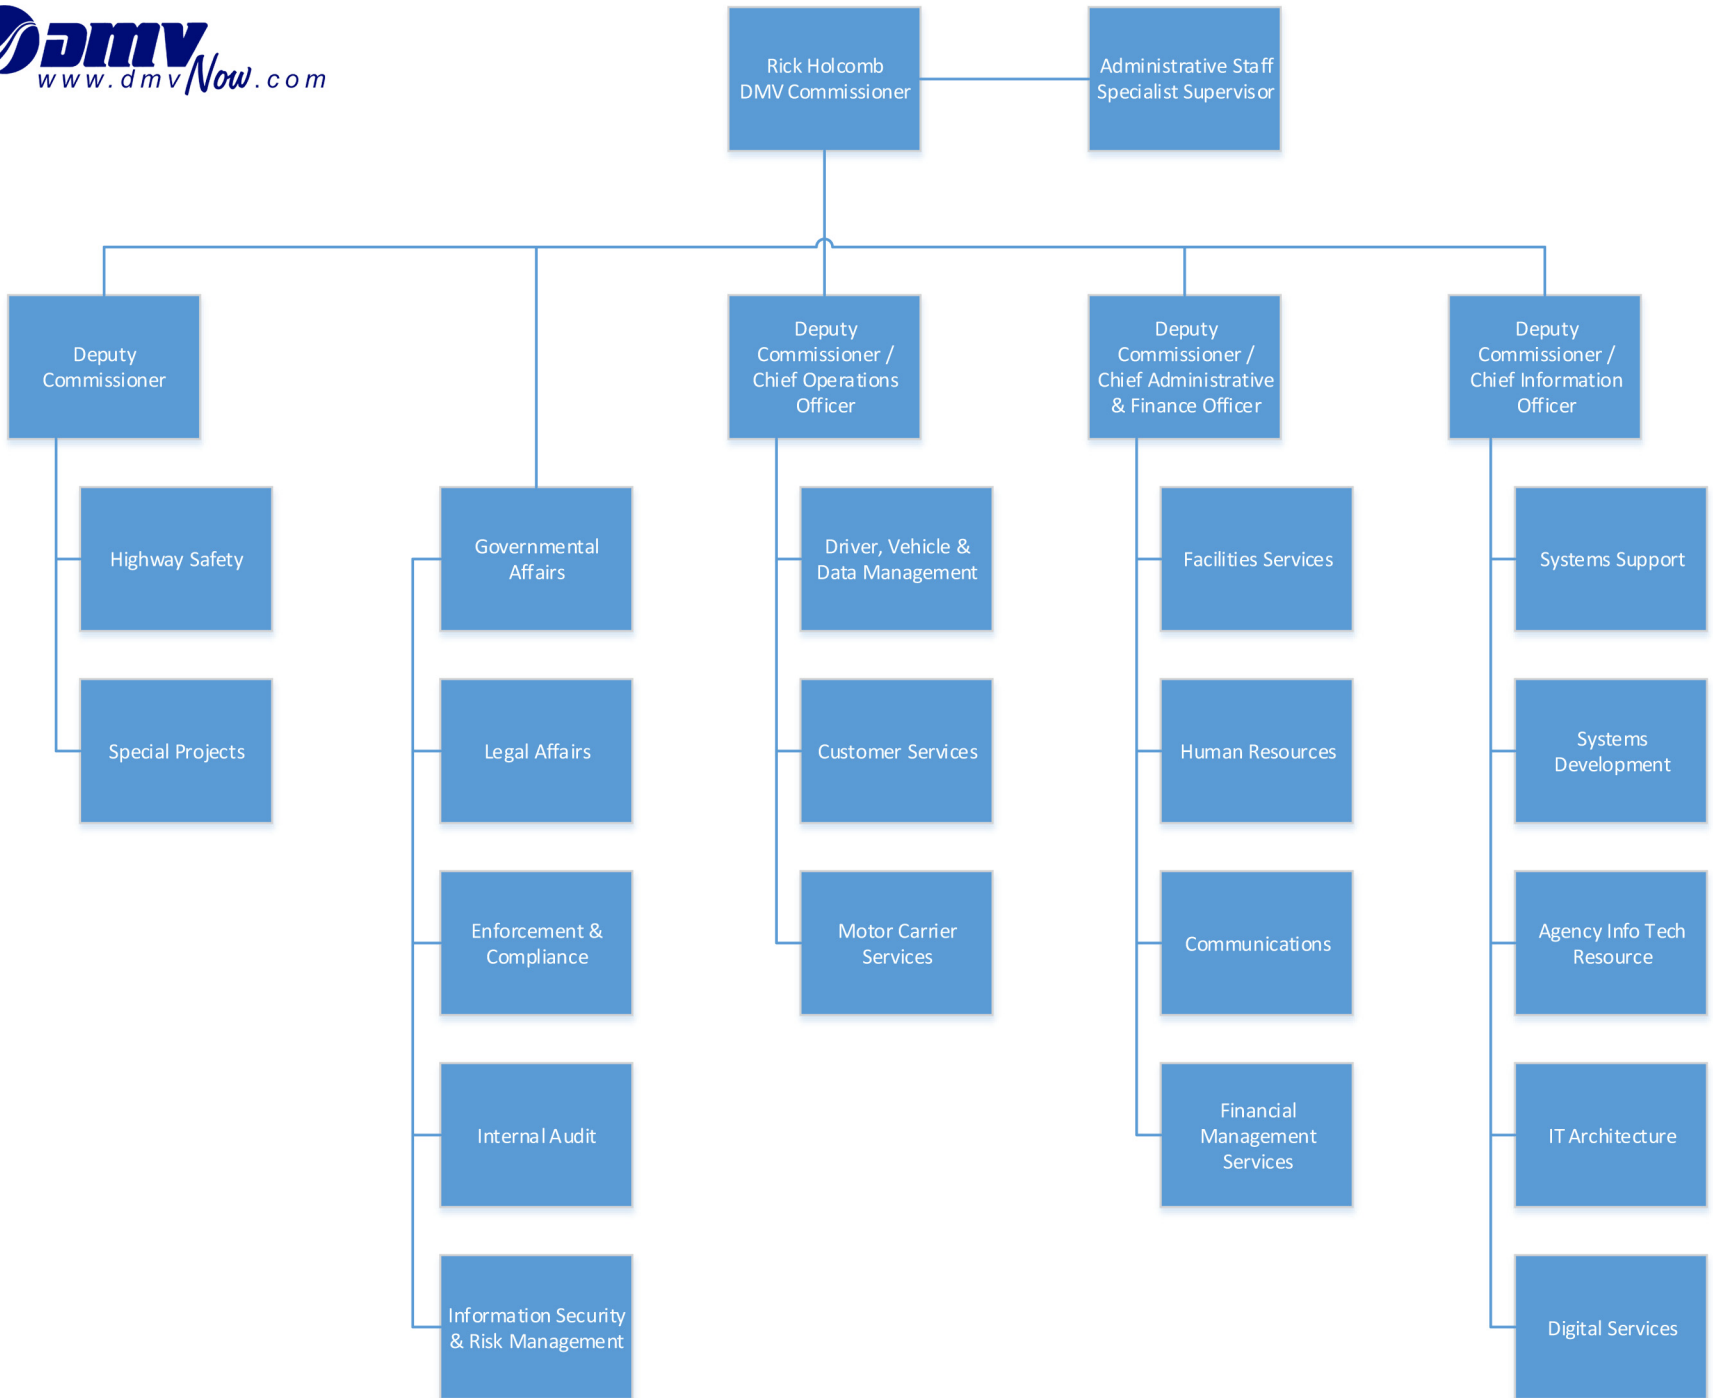 DMV
www.dmvNow.com
Rick Holcomb
DMV Commissioner
Administrative Staff
Specialist Supervisor
Deputy
Commissioner
Deputy
Commissioner /
Chief Operations
Officer
Deputy
Commissioner /
Chief Administrative
& Finance Officer
Deputy
Commissioner /
Chief Information
Officer
Highway Safety
Governmental
Affairs
Driver, Vehicle &
Data Management
Facilities Services
Systems Support
Special Projects
Legal Affairs
Customer Services
Human Resources
Systems
Development
Enforcement &
Compliance
Motor Carrier
Services
Communications
Agency Info Tech
Resource
Internal Audit
Financial
Management
Services
IT Architecture
Information Security
& Risk Management
Digital Services